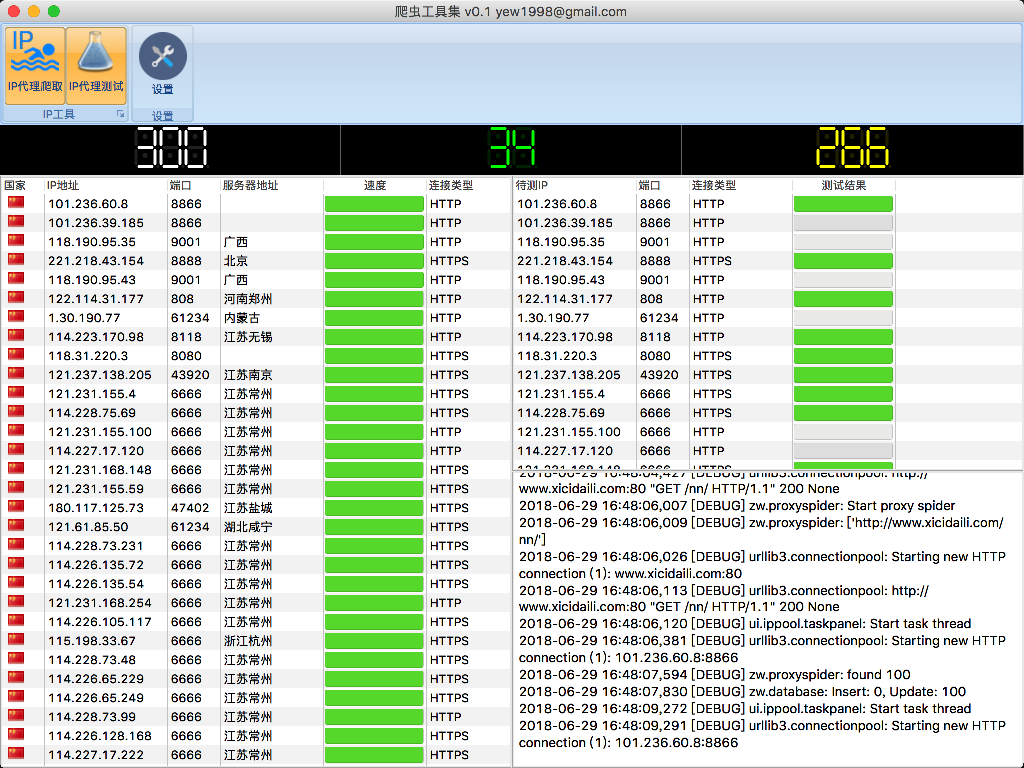 爬虫工具集 v0.1 yew1998@gmail.com
IP
IP代理爬取 IP代理测试 设置
IP工具 设置
300 34 266
国家 IP地址 端口 服务器地址 速度 连接类型
101.236.60.8 8866 HTTP
101.236.39.185 8866 HTTP
118.190.95.35 9001 广西 HTTP
221.218.43.154 8888 北京 HTTPS
118.190.95.43 9001 广西 HTTP
122.114.31.177 808 河南郑州 HTTP
1.30.190.77 61234 内蒙古 HTTP
114.223.170.98 8118 江苏无锡 HTTP
118.31.220.3 8080 HTTPS
121.237.138.205 43920 江苏南京 HTTPS
121.231.155.4 6666 江苏常州 HTTPS
114.228.75.69 6666 江苏常州 HTTPS
121.231.155.100 6666 江苏常州 HTTP
114.227.17.120 6666 江苏常州 HTTP
121.231.168.148 6666 江苏常州 HTTPS
121.231.155.59 6666 江苏常州 HTTPS
180.117.125.73 47402 江苏盐城 HTTPS
121.61.85.50 61234 湖北咸宁 HTTPS
114.228.73.231 6666 江苏常州 HTTPS
114.226.135.72 6666 江苏常州 HTTPS
114.226.135.54 6666 江苏常州 HTTPS
121.231.168.254 6666 江苏常州 HTTP
114.226.105.117 6666 江苏常州 HTTPS
115.198.33.67 6666 浙江杭州 HTTPS
114.228.73.48 6666 江苏常州 HTTPS
114.226.65.229 6666 江苏常州 HTTPS
114.226.65.249 6666 江苏常州 HTTPS
114.228.73.99 6666 江苏常州 HTTP
114.226.128.168 6666 江苏常州 HTTPS
114.227.17.222 6666 江苏常州 HTTPS
待测IP 端口 连接类型 测试结果
101.236.60.8 8866 HTTP
101.236.39.185 8866 HTTP
118.190.95.35 9001 HTTP
221.218.43.154 8888 HTTPS
118.190.95.43 9001 HTTP
122.114.31.177 808 HTTP
1.30.190.77 61234 HTTP
114.223.170.98 8118 HTTP
118.31.220.3 8080 HTTPS
121.237.138.205 43920 HTTPS
121.231.155.4 6666 HTTPS
114.228.75.69 6666 HTTPS
121.231.155.100 6666 HTTP
114.227.17.120 6666 HTTP
121.231.168.148 6666 HTTPS
2018-06-29 16:48:04,427 [DEBUG] urllib3.connectionpool: http://
www.xicidaili.com:80 "GET /nn/ HTTP/1.1" 200 None
2018-06-29 16:48:06,007 [DEBUG] zw.proxyspider: Start proxy spider
2018-06-29 16:48:06,009 [DEBUG] zw.proxyspider: ['http://www.xicidaili.com/
nn/']
2018-06-29 16:48:06,026 [DEBUG] urllib3.connectionpool: Starting new HTTP
connection (1): www.xicidaili.com:80
2018-06-29 16:48:06,113 [DEBUG] urllib3.connectionpool: http://
www.xicidaili.com:80 "GET /nn/ HTTP/1.1" 200 None
2018-06-29 16:48:06,120 [DEBUG] ui.ippool.taskpanel: Start task thread
2018-06-29 16:48:06,381 [DEBUG] urllib3.connectionpool: Starting new HTTP
connection (1): 101.236.60.8:8866
2018-06-29 16:48:07,594 [DEBUG] zw.proxyspider: found 100
2018-06-29 16:48:07,830 [DEBUG] zw.database: Insert: 0, Update: 100
2018-06-29 16:48:09,272 [DEBUG] ui.ippool.taskpanel: Start task thread
2018-06-29 16:48:09,291 [DEBUG] urllib3.connectionpool: Starting new HTTP
connection (1): 101.236.60.8:8866